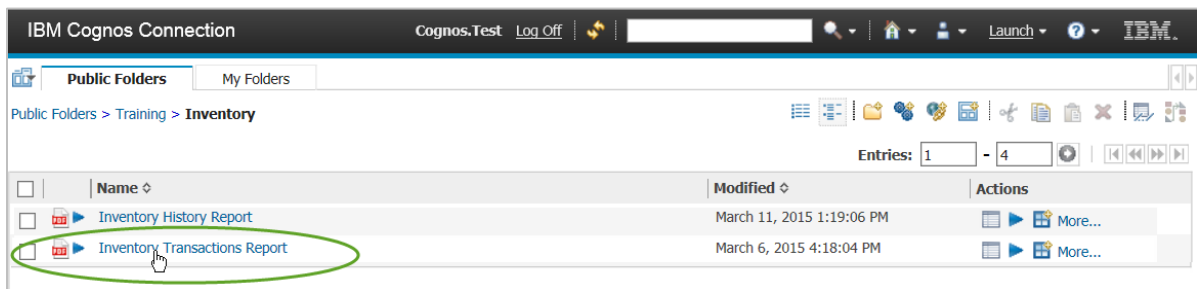 IBM Cognos Connection Cognos.Test Log Off Launch IBM.
Public Folders My Folders
Public Folders > Training > Inventory
Entries: 1 - 4
Name Modified Actions
Inventory History Report March 11, 2015 1:19:06 PM More...
Inventory Transactions Report March 6, 2015 4:18:04 PM More...